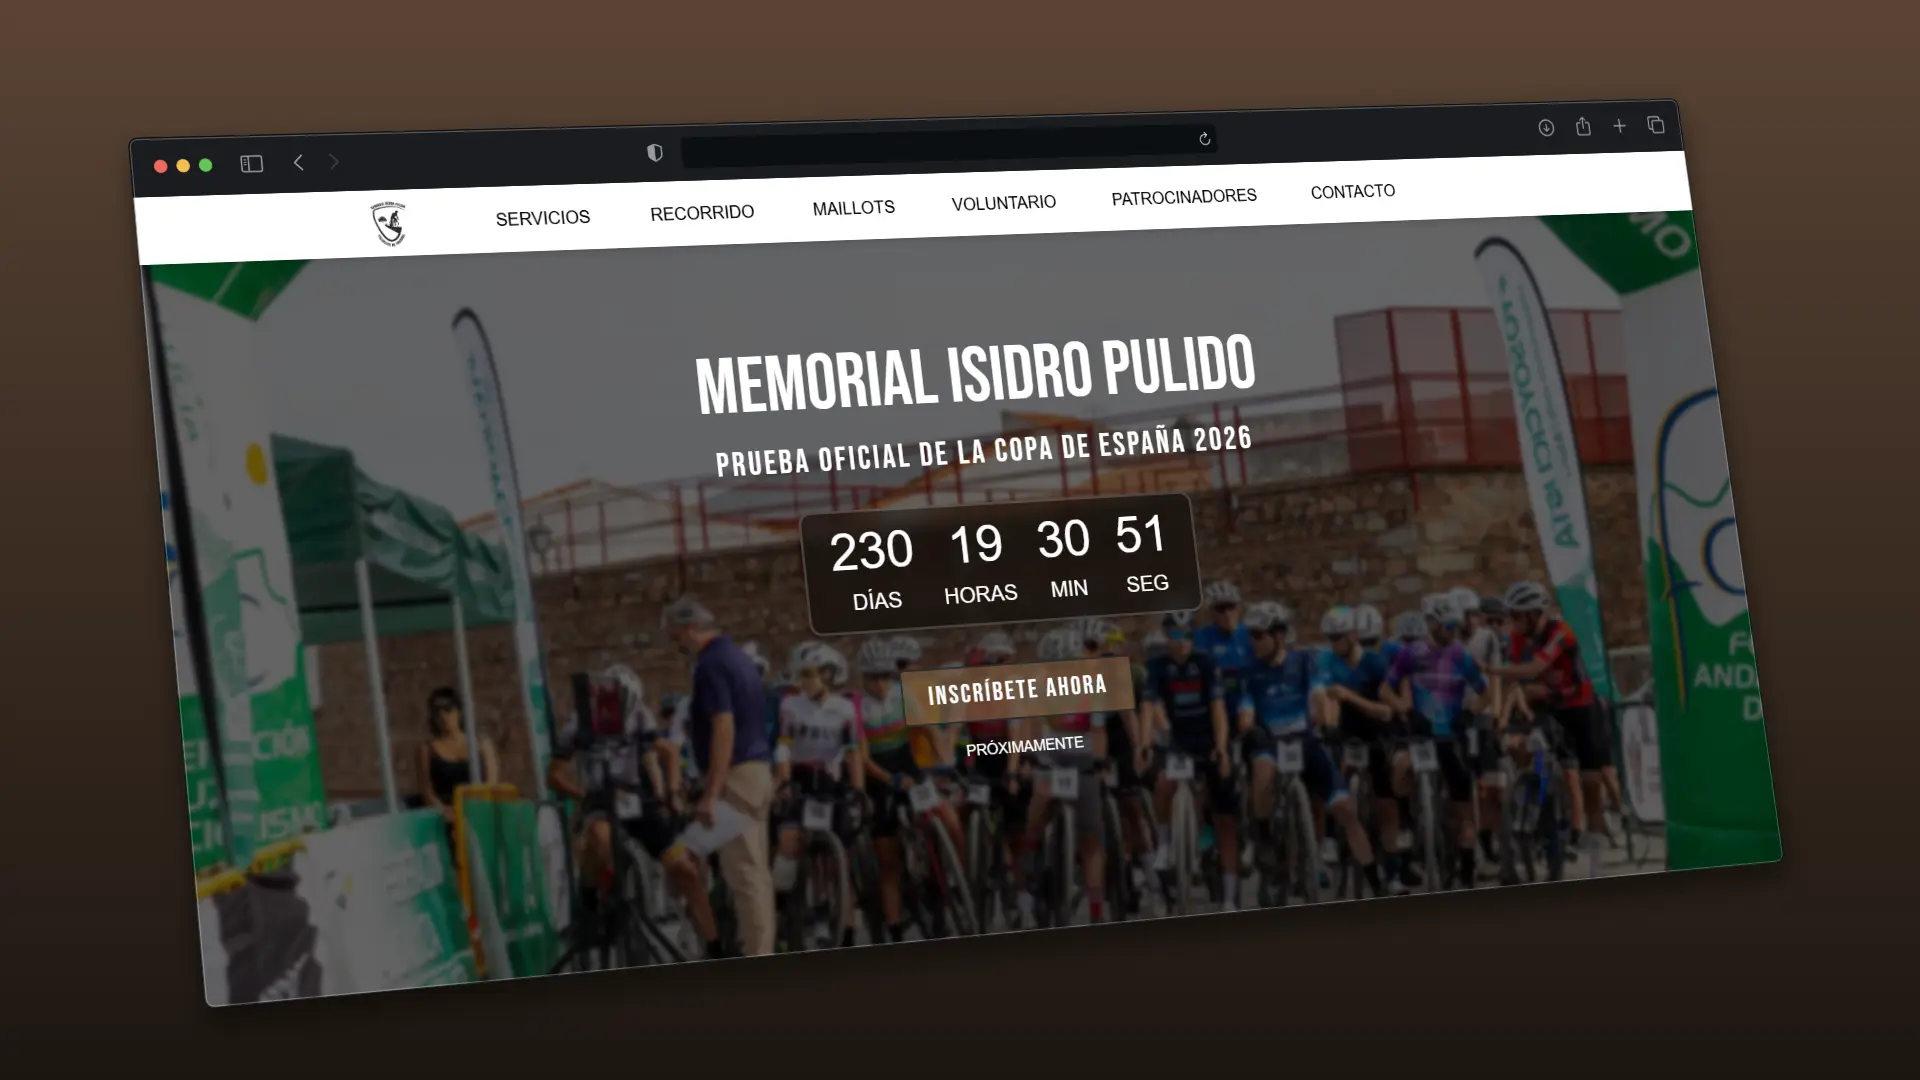 SERVICIOS
RECORRIDO
MAILLOTS
VOLUNTARIO
PATROCINADORES
CONTACTO
MEMORIAL ISIDRO PULIDO
PRUEBA OFICIAL DE LA COPA DE ESPAÑA 2026
230 19 30 51
DÍAS HORAS MIN SEG
INSCRÍBETE AHORA
PRÓXIMAMENTE